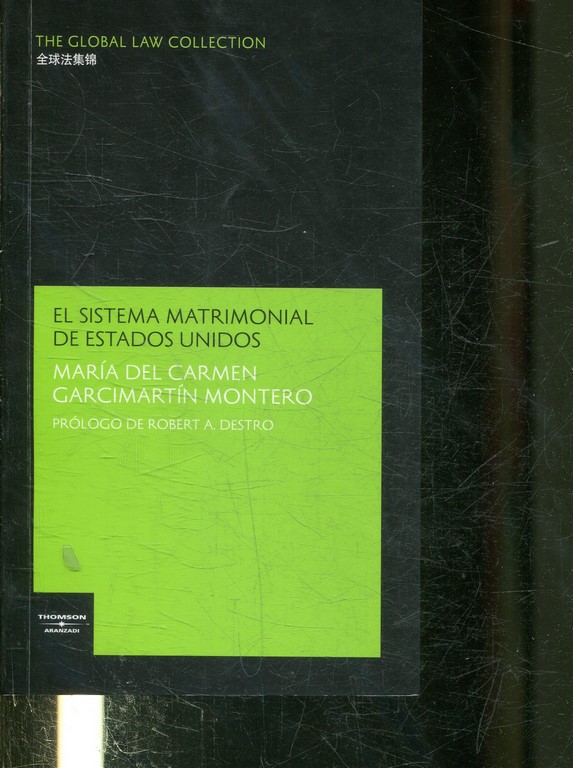 THE GLOBAL LAW COLLECTION
全球法集锦
EL SISTEMA MATRIMONIAL
DE ESTADOS UNIDOS
MARÍA DEL CARMEN
GARCIMARTÍN MONTERO
PRÓLOGO DE ROBERT A. DESTRO
THOMSON
ARANZADI